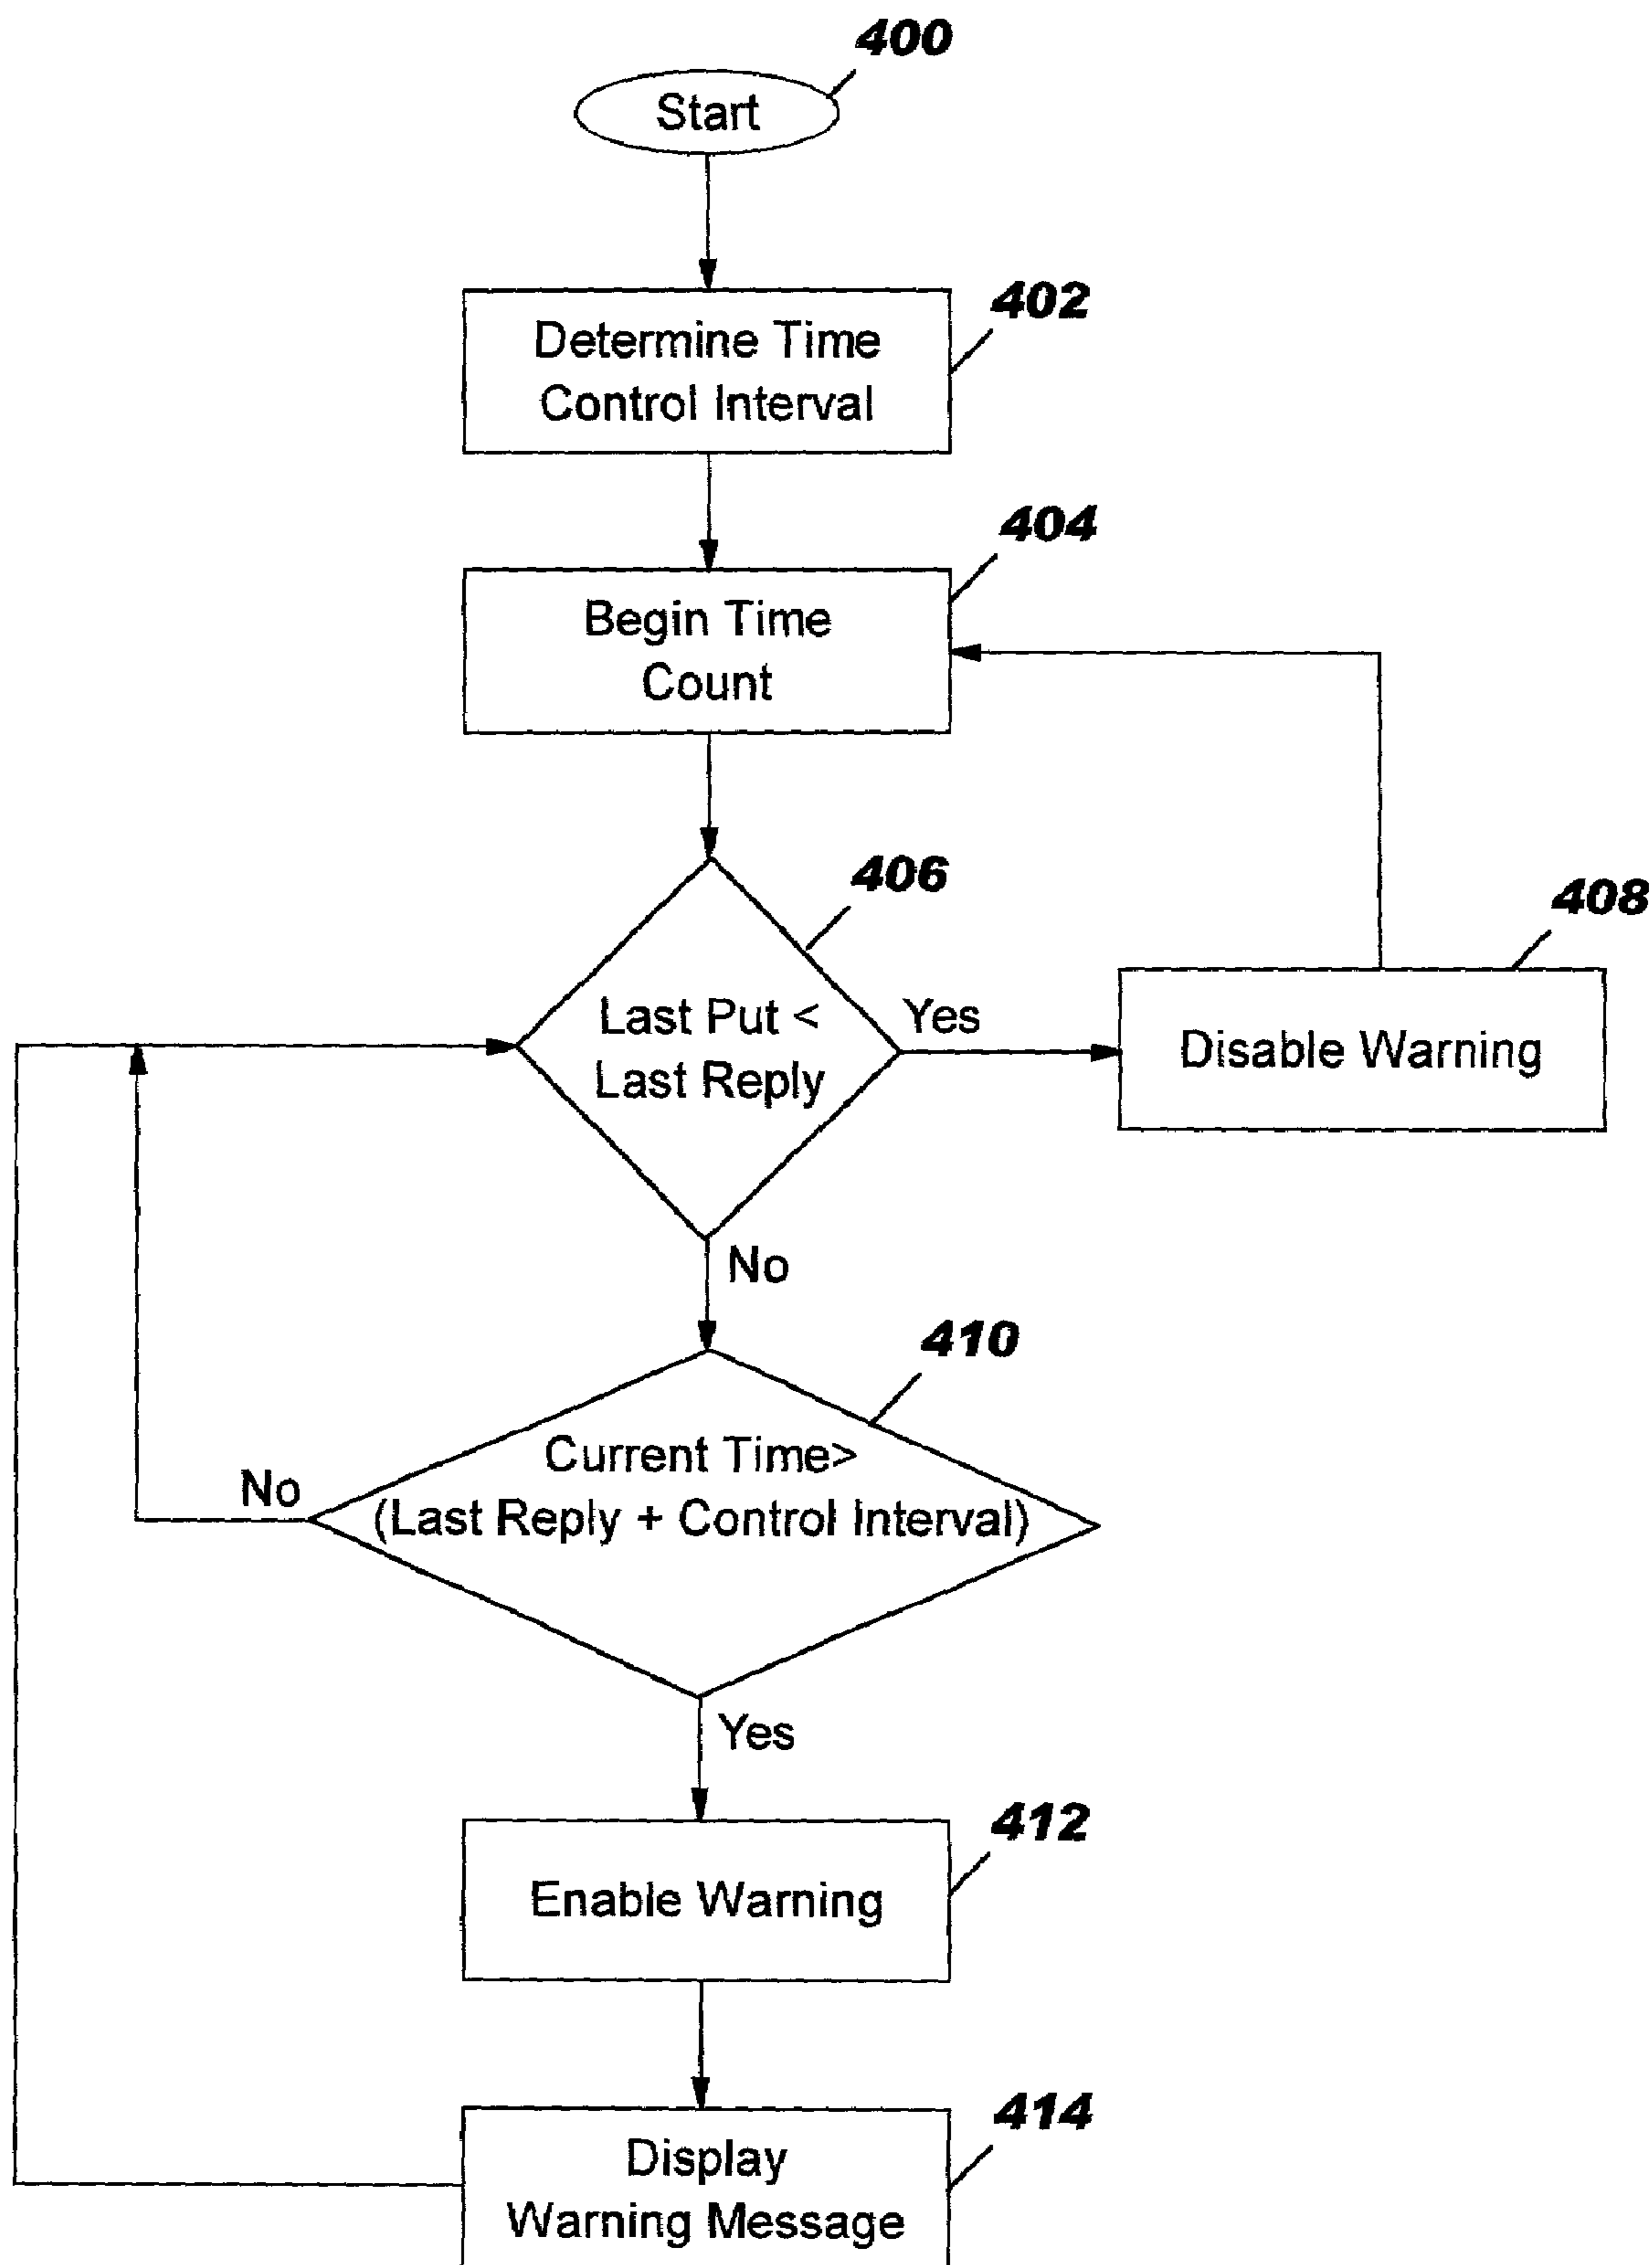 400
Start
402
Determine Time
Control Interval
404
Begin Time
Count
406
408
Last Put <
Last Reply
Yes
Disable Warning
No
410
Current Time>
(Last Reply + Control Interval)
No
Yes
412
Enable Warning
414
Display
Warning Message